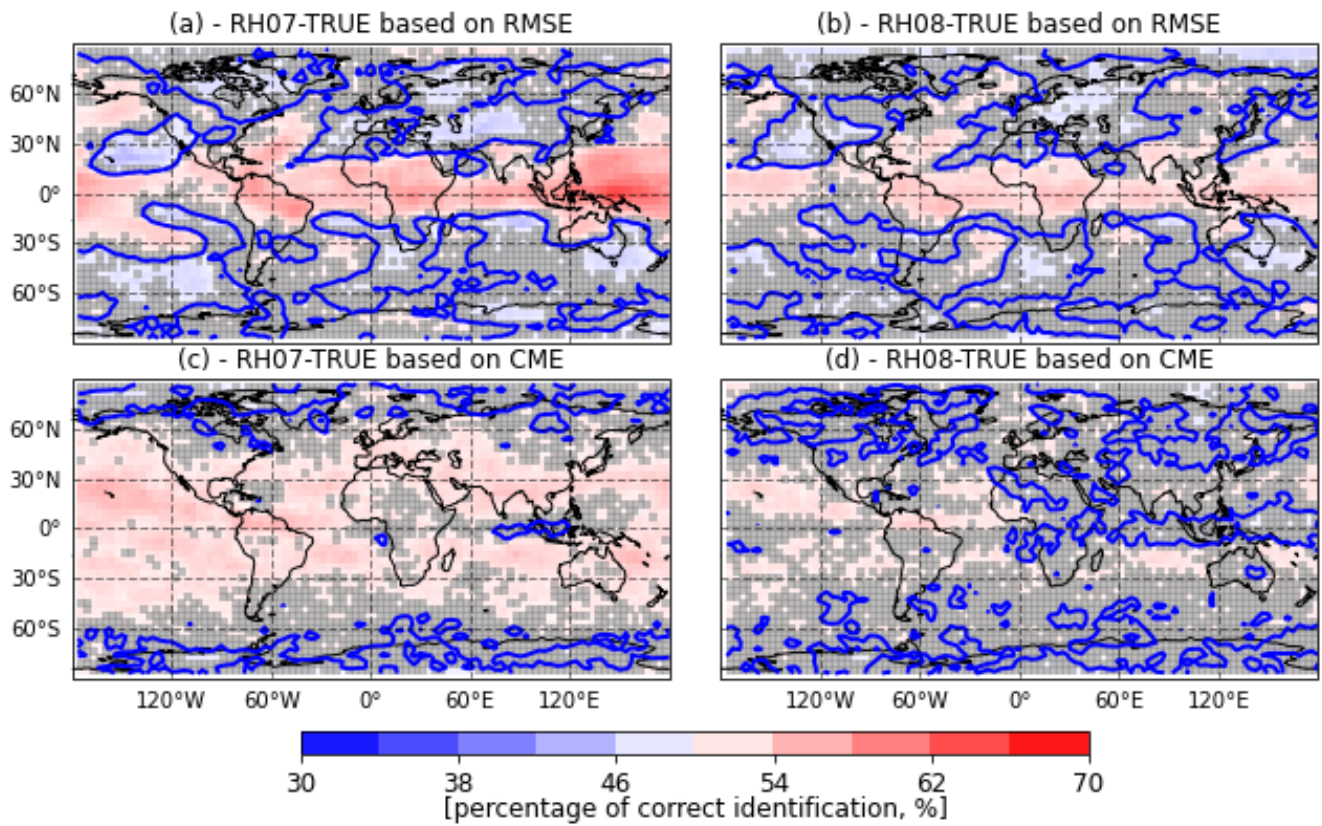 (a) - RH07-TRUE based on RMSE
(b) - RH08-TRUE based on RMSE
60°N
30°N
0°
30°S
60°S
(c) - RH07-TRUE based on CME
(d) - RH08-TRUE based on CME
60°N
30°N
0°
30°S
60°S
120°W 60°W 0° 60°E 120°E
120°W 60°W 0° 60°E 120°E
30 38 46 54 62 70
[percentage of correct identification, %]